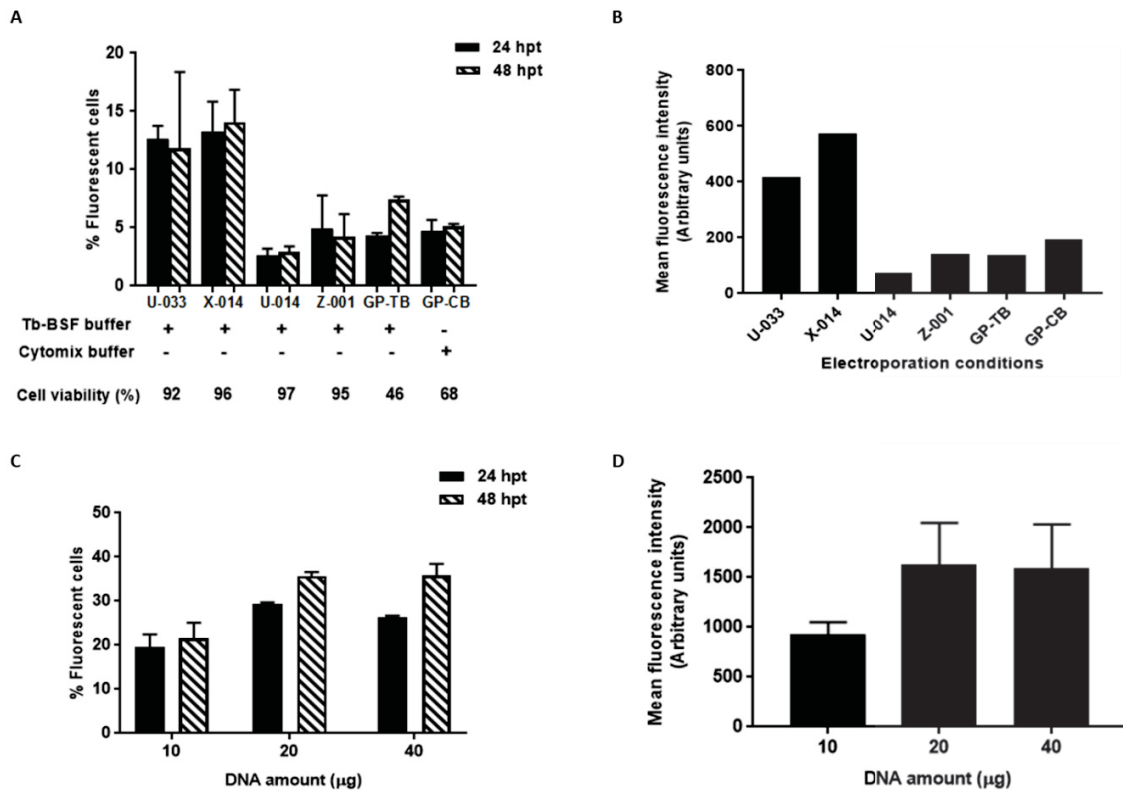 A
24 hpt
48 hpt
% Fluorescent cells
20
15
10
5
0
U-033 X-014 U-014 Z-001 GP-TB GP-CB
Tb-BSF buffer + + + + + -
Cytomix buffer - - - - - +
Cell viability (%) 92 96 97 95 46 68
B
Mean fluorescence intensity
(Arbitrary units)
800
600
400
200
0
U-033 X-014 U-014 Z-001 GP-TB GP-CB
Electroporation conditions
C
24 hpt
48 hpt
% Fluorescent cells
50
40
30
20
10
0
10 20 40
DNA amount (μg)
D
Mean fluorescence intensity
(Arbitrary units)
2500
2000
1500
1000
500
0
10 20 40
DNA amount (μg)